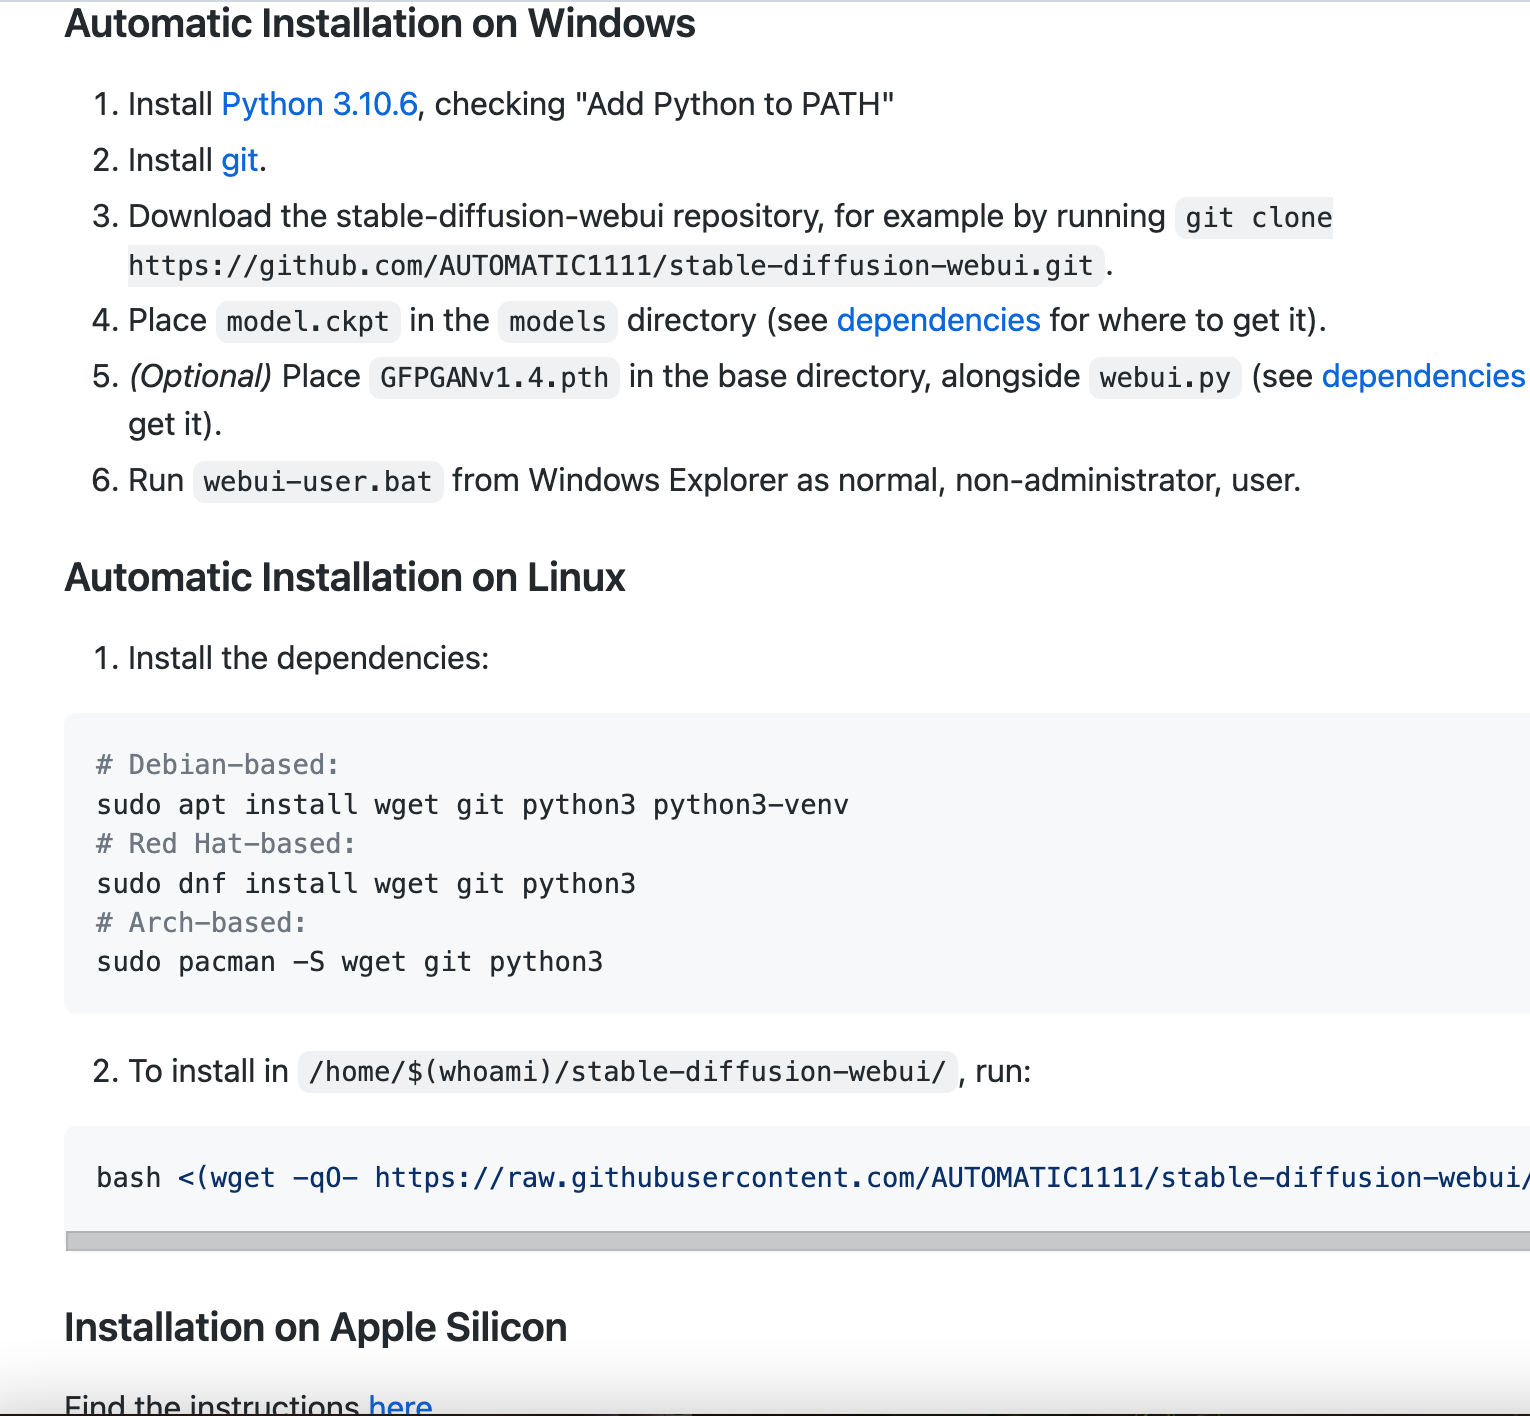 Automatic Installation on Windows
1. Install Python 3.10.6, checking "Add Python to PATH"
2. Install git.
3. Download the stable-diffusion-webui repository, for example by running git clone
https://github.com/AUTOMATIC1111/stable-diffusion-webui.git.
4. Place model.ckpt in the models directory (see dependencies for where to get it).
5. (Optional) Place GFPGANv1.4.pth in the base directory, alongside webui.py (see dependencies
get it).
6. Run webui-user.bat from Windows Explorer as normal, non-administrator, user.
Automatic Installation on Linux
1. Install the dependencies:
# Debian-based:
sudo apt install wget git python3 python3-venv
# Red Hat-based:
sudo dnf install wget git python3
# Arch-based:
sudo pacman -S wget git python3
2. To install in /home/$(whoami)/stable-diffusion-webui/, run:
bash <(wget -qO- https://raw.githubusercontent.com/AUTOMATIC1111/stable-diffusion-webui/
Installation on Apple Silicon
Find the instructions here